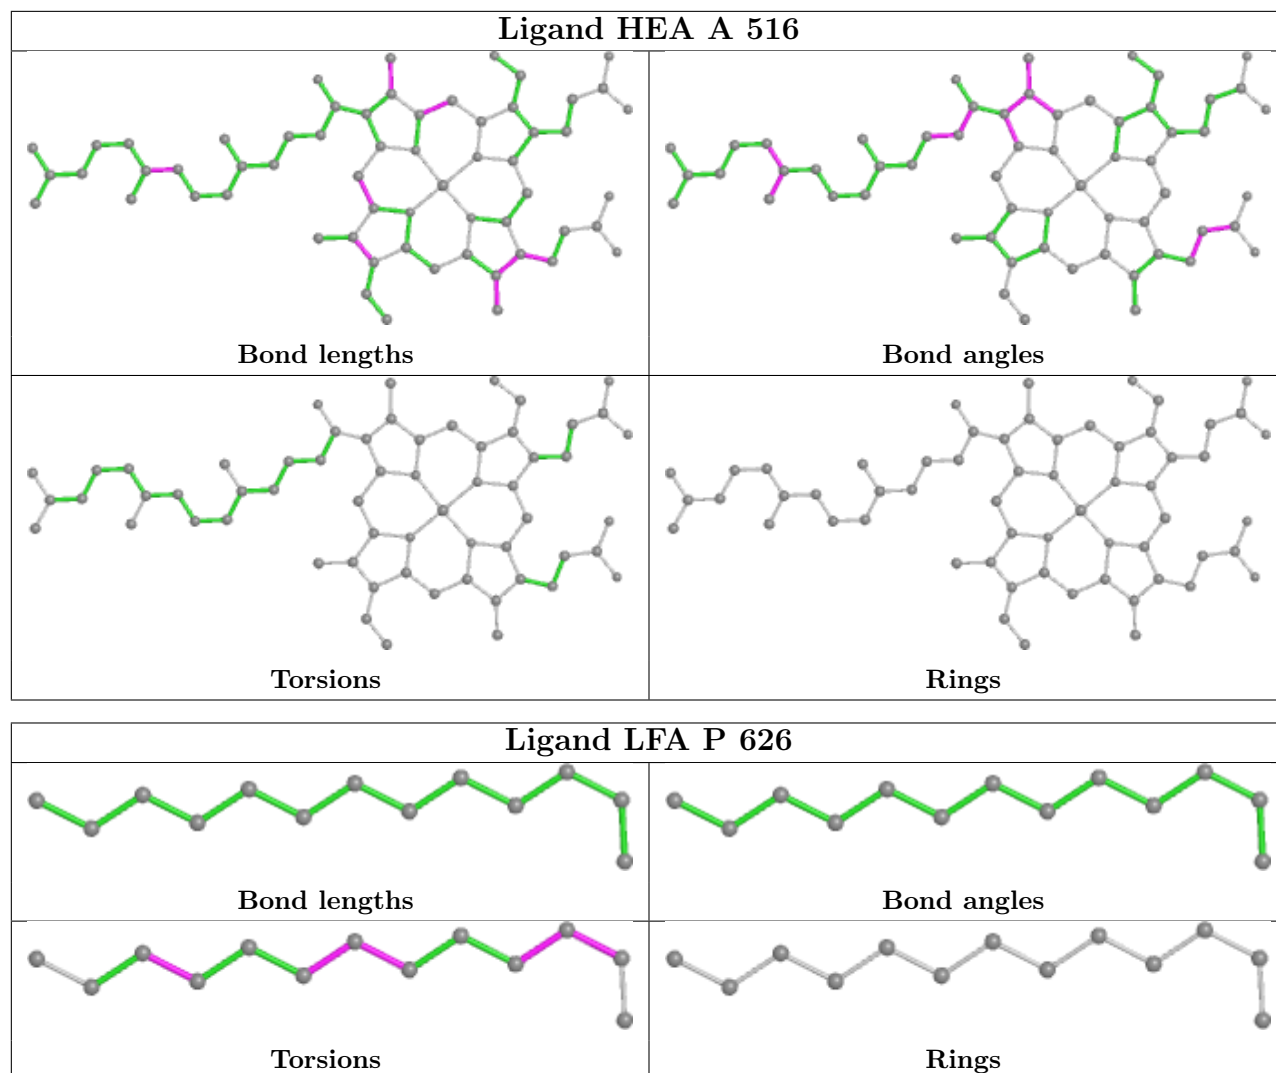 Ligand HEA A 516
Bond lengths
Bond angles
Torsions
Rings
Ligand LFA P 626
Bond lengths
Bond angles
Torsions
Rings